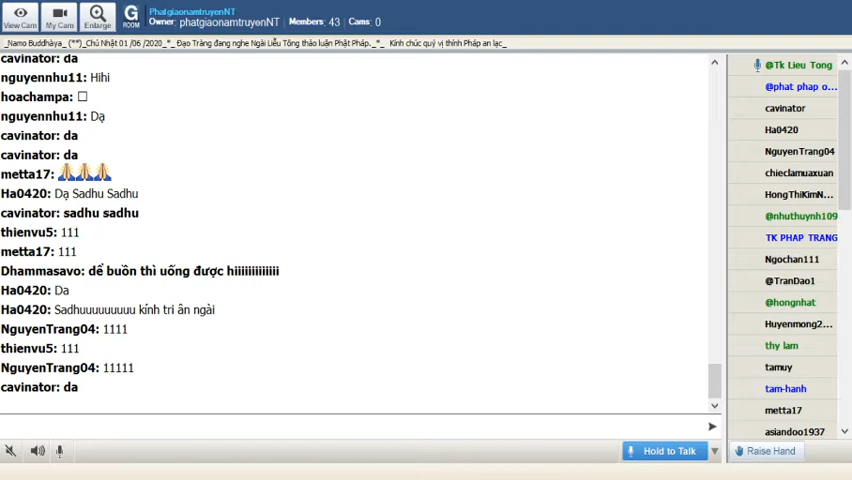 View Cam
My Cam
Enlarge
G
ROOM
PhatgiaonamtruyenNT
Owner: phatgiaonamtruyenNT Members: 43 Cams: 0
_Namo Buddhàya_ (**)_Chủ Nhật 01 /06 /2020_*_ Đạo Tràng đang nghe Ngài Liễu Tông thảo luận Phật Pháp._*_ Kính chúc quý vị thính Pháp an lạc_
cavinator: da
nguyennhu11: Hihi
hoachampa: □
nguyennhu11: Dạ
cavinator: da
cavinator: da
metta17: 🙏🙏🙏
Ha0420: Dạ Sadhu Sadhu
cavinator: sadhu sadhu
thienvu5: 111
metta17: 111
Dhammasavo: dể buồn thì uống được hiiiiiiiiiiiii
Ha0420: Da
Ha0420: Sadhuuuuuuuuu kính tri ân ngài
NguyenTrang04: 1111
thienvu5: 111
NguyenTrang04: 11111
cavinator: da
Hold to Talk
@Tk Lieu Tong
@phat phap o...
cavinator
Ha0420
NguyenTrang04
chieclamuaxuan
HongThiKimN...
@nhuthuynh109
TK PHAP TRANG
Ngochan111
@TranDao1
@hongnhat
Huyenmong2...
thy lam
tamuy
tam-hanh
metta17
asiandoo1937
Raise Hand